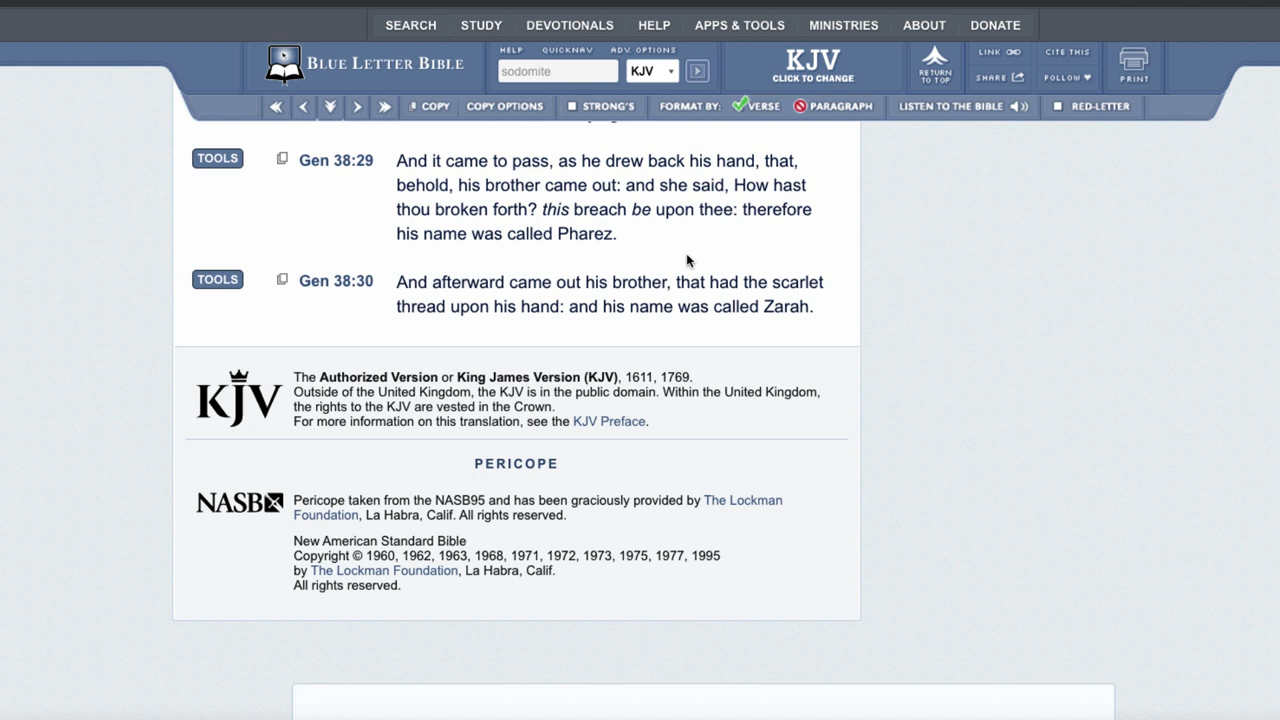 SEARCH STUDY DEVOTIONALS HELP APPS & TOOLS MINISTRIES ABOUT DONATE
BLUE LETTER BIBLE
HELP QUICKNAV ADV. OPTIONS
sodomite KJV
KJV
CLICK TO CHANGE
RETURN
TO TOP
LINK CITE THIS
SHARE FOLLOW
PRINT
COPY COPY OPTIONS STRONG'S FORMAT BY: VERSE PARAGRAPH LISTEN TO THE BIBLE RED-LETTER
TOOLS Gen 38:29 And it came to pass, as he drew back his hand, that,
behold, his brother came out: and she said, How hast
thou broken forth? this breach be upon thee: therefore
his name was called Pharez.
TOOLS Gen 38:30 And afterward came out his brother, that had the scarlet
thread upon his hand: and his name was called Zarah.
KJV
The Authorized Version or King James Version (KJV), 1611, 1769.
Outside of the United Kingdom, the KJV is in the public domain. Within the United Kingdom,
the rights to the KJV are vested in the Crown.
For more information on this translation, see the KJV Preface.
PERICOPE
NASB
Pericope taken from the NASB95 and has been graciously provided by The Lockman
Foundation, La Habra, Calif. All rights reserved.
New American Standard Bible
Copyright © 1960, 1962, 1963, 1968, 1971, 1972, 1973, 1975, 1977, 1995
by The Lockman Foundation, La Habra, Calif.
All rights reserved.